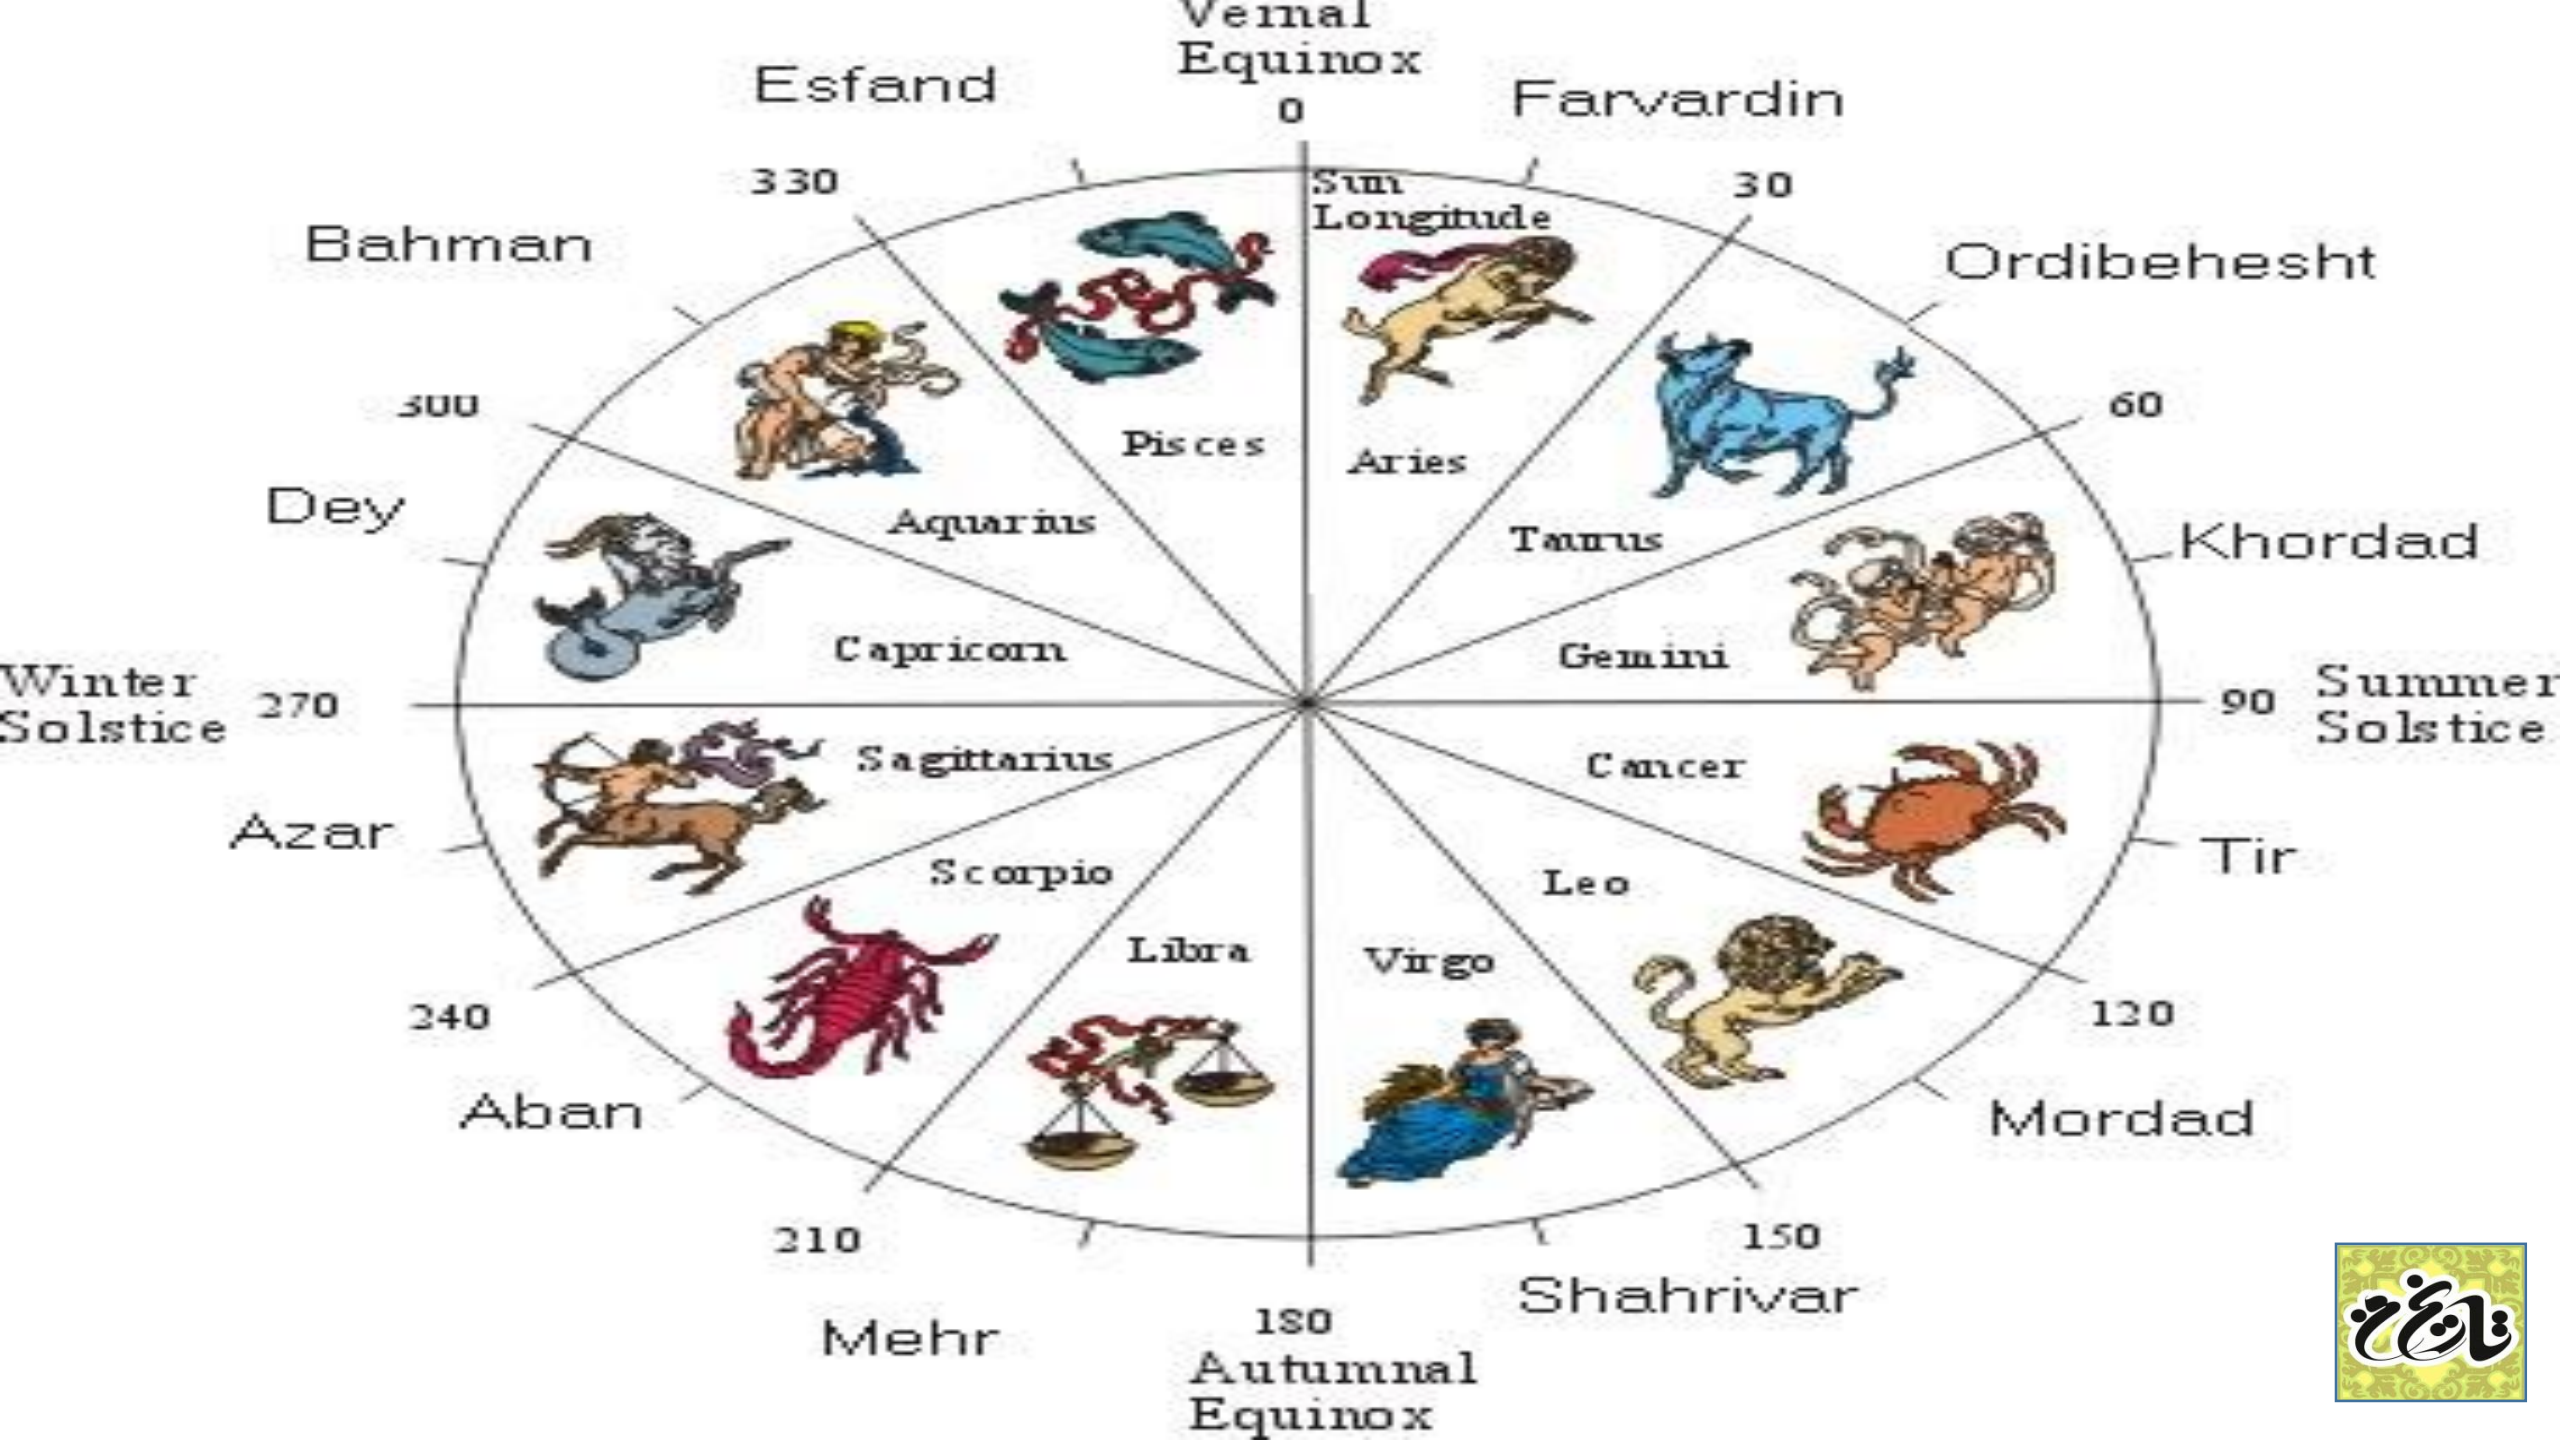 Vernal
Equinox
0
Esfand
Farvardin
330
30
Sun
Longitude
Bahman
Ordibehesht
300
60
Pisces
Aries
Aquarius
Taurus
Dey
Khordad
Capricorn
Gemini
Winter
Solstice
270
90
Summer
Solstice
Sagittarius
Cancer
Azar
Tir
Scorpio
Leo
Libra
Virgo
240
120
Aban
Mordad
210
150
Mehr
Shahrivar
180
Autumnal
Equinox
تاریخ